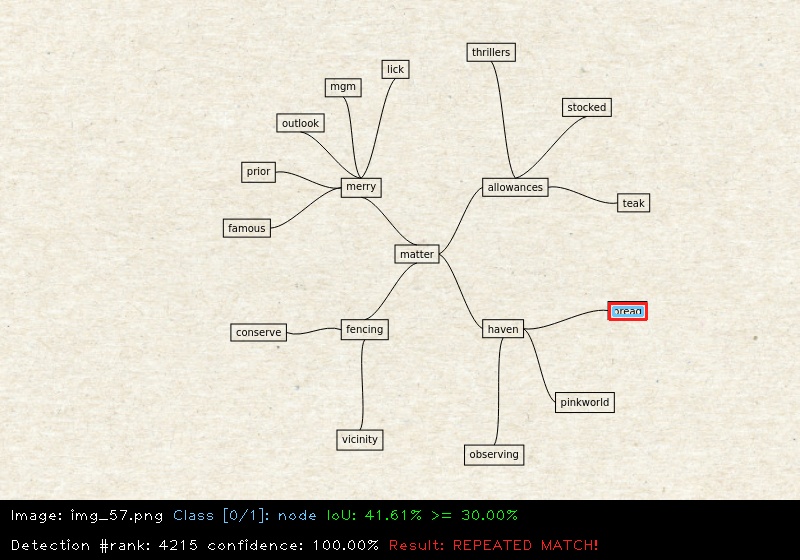 thrillers
lick
mgm
stocked
outlook
prior
merry
allowances
teak
famous
matter
fencing
haven
conserve
pinkworld
vicinity
observing
Image: img_57.png Class [0/1]: node IoU: 41.61% >= 30.00%
Detection #rank: 4215 confidence: 100.00% Result: REPEATED MATCH!